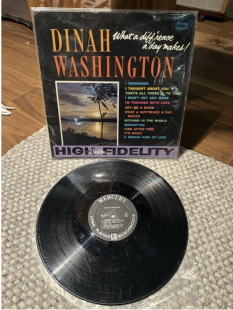 DINAH
WASHINGTON
What a diff'rence
a day makes!
I REMEMBER
I THOUGHT ABOUT YOU
THAT'S ALL THERE IS TO THAT
I WON'T CRY ANY MORE
I'M THROUGH WITH LOVE
CRY ME A RIVER
WHAT A DIFF'RENCE A DAY
MAKES
NOTHING IN THE WORLD
MANHATTAN
TIME AFTER TIME
IT'S MAGIC
A SUNDAY KIND OF LOVE
HIGH FIDELITY
MERCURY